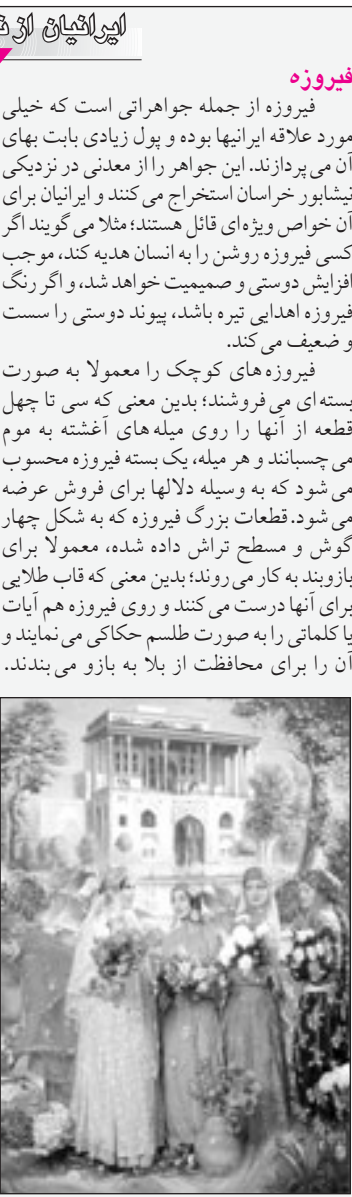 ایرانیان از
فیروزه
فیروزه از جمله جواهراتی است که خیلی
مورد علاقه ایرانیها بوده و پول زیادی بابت بهای
آن می‌پردازند. این جواهر را از معدنی در نزدیکی
نیشابور خراسان استخراج می‌کنند و ایرانیان برای
آن خواص ویژه‌ای قائل هستند؛ مثلا می‌گویند اگر
کسی فیروزه روشن را به انسان هدیه کند، موجب
افزایش دوستی و صمیمیت خواهد شد، و اگر رنگ
فیروزه اهدایی تیره باشد، پیوند دوستی را سست
و ضعیف می‌کند.
فیروزه‌های کوچک را معمولا به صورت
بسته‌ای می‌فروشند؛ بدین معنی که سی تا چهل
قطعه از آنها را روی میله‌های آغشته به موم
می‌چسبانند و هر میله، یک بسته فیروزه محسوب
می‌شود که به وسیله دلالها برای فروش عرضه
می‌شود. قطعات بزرگ فیروزه که به شکل چهار
گوش و مسطح تراش داده شده، معمولا برای
بازوبند به کار می‌روند؛ بدین معنی که قاب طلایی
برای آنها درست می‌کنند و روی فیروزه هم آیات
یا کلماتی را به صورت طلسم حکاکی می‌نمایند و
آن را برای محافظت از بلا به بازو می‌بندند.